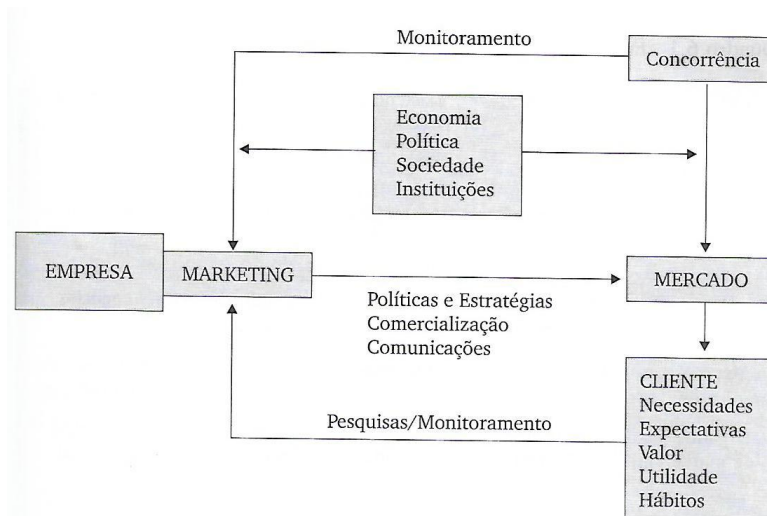 Monitoramento
Concorrência
Economia
Política
Sociedade
Instituições
EMPRESA
MARKETING
MERCADO
Políticas e Estratégias
Comercialização
Comunicações
CLIENTE
Necessidades
Expectativas
Valor
Utilidade
Hábitos
Pesquisas/Monitoramento